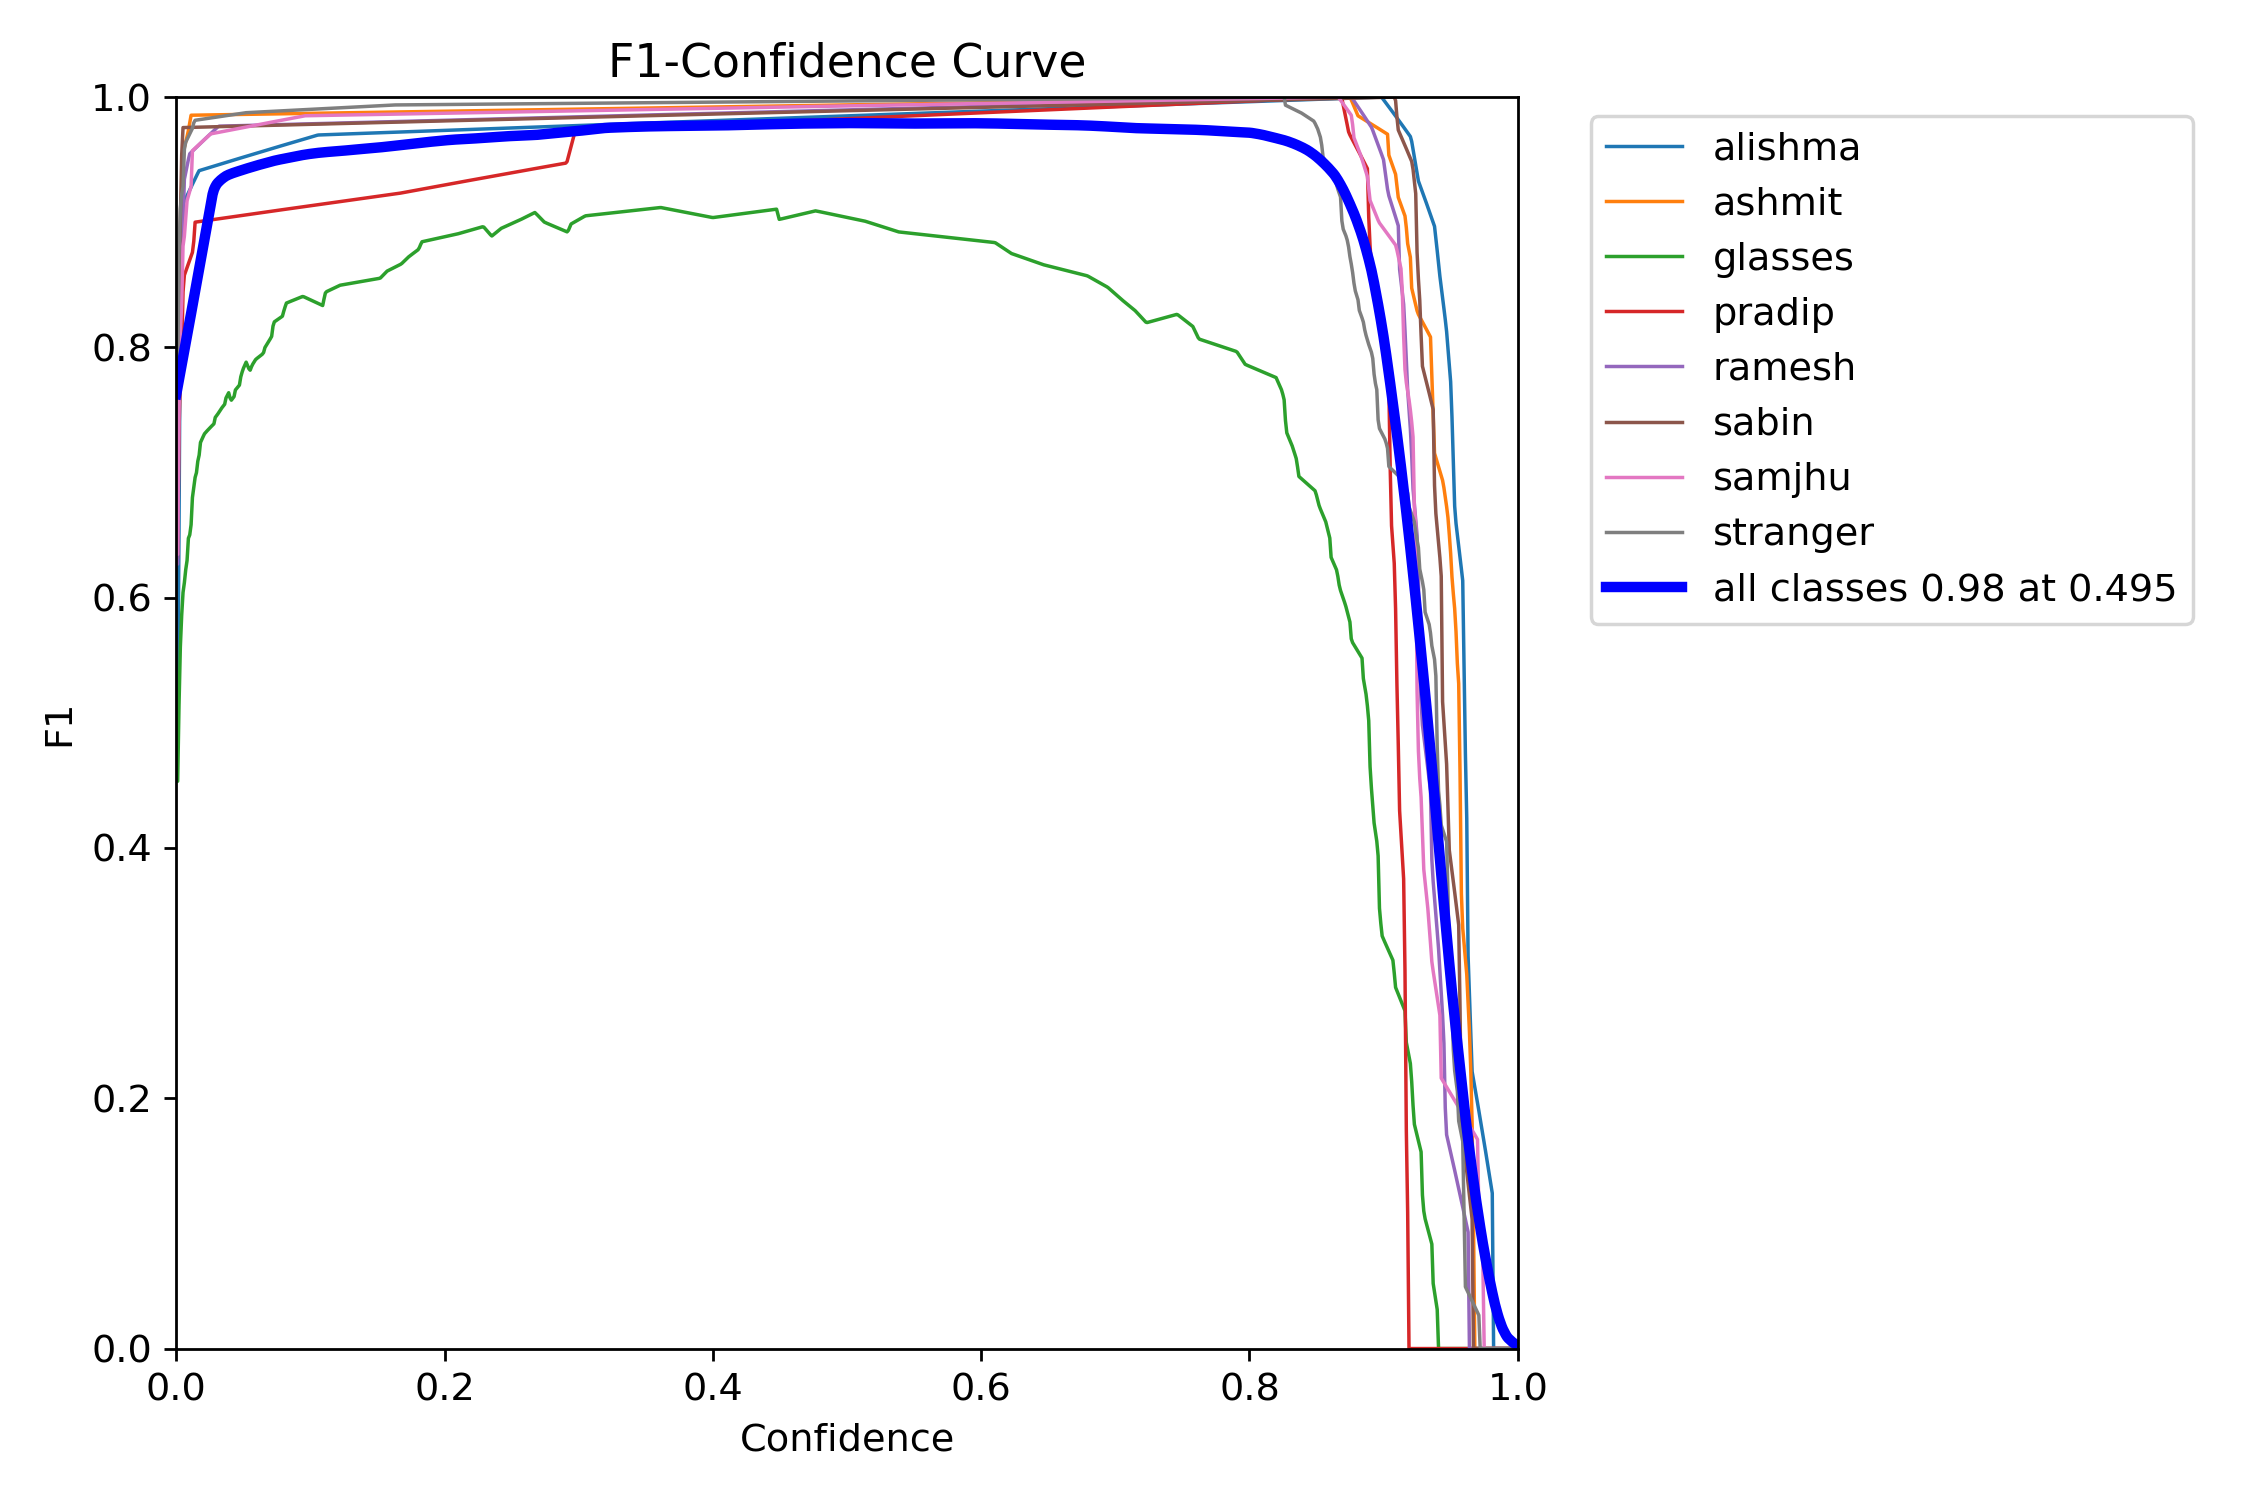 F1-Confidence Curve
1.0
0.8
0.6
0.4
0.2
0.0
F1
0.0 0.2 0.4 0.6 0.8 1.0
Confidence
alishma
ashmit
glasses
pradip
ramesh
sabin
samjhu
stranger
all classes 0.98 at 0.495